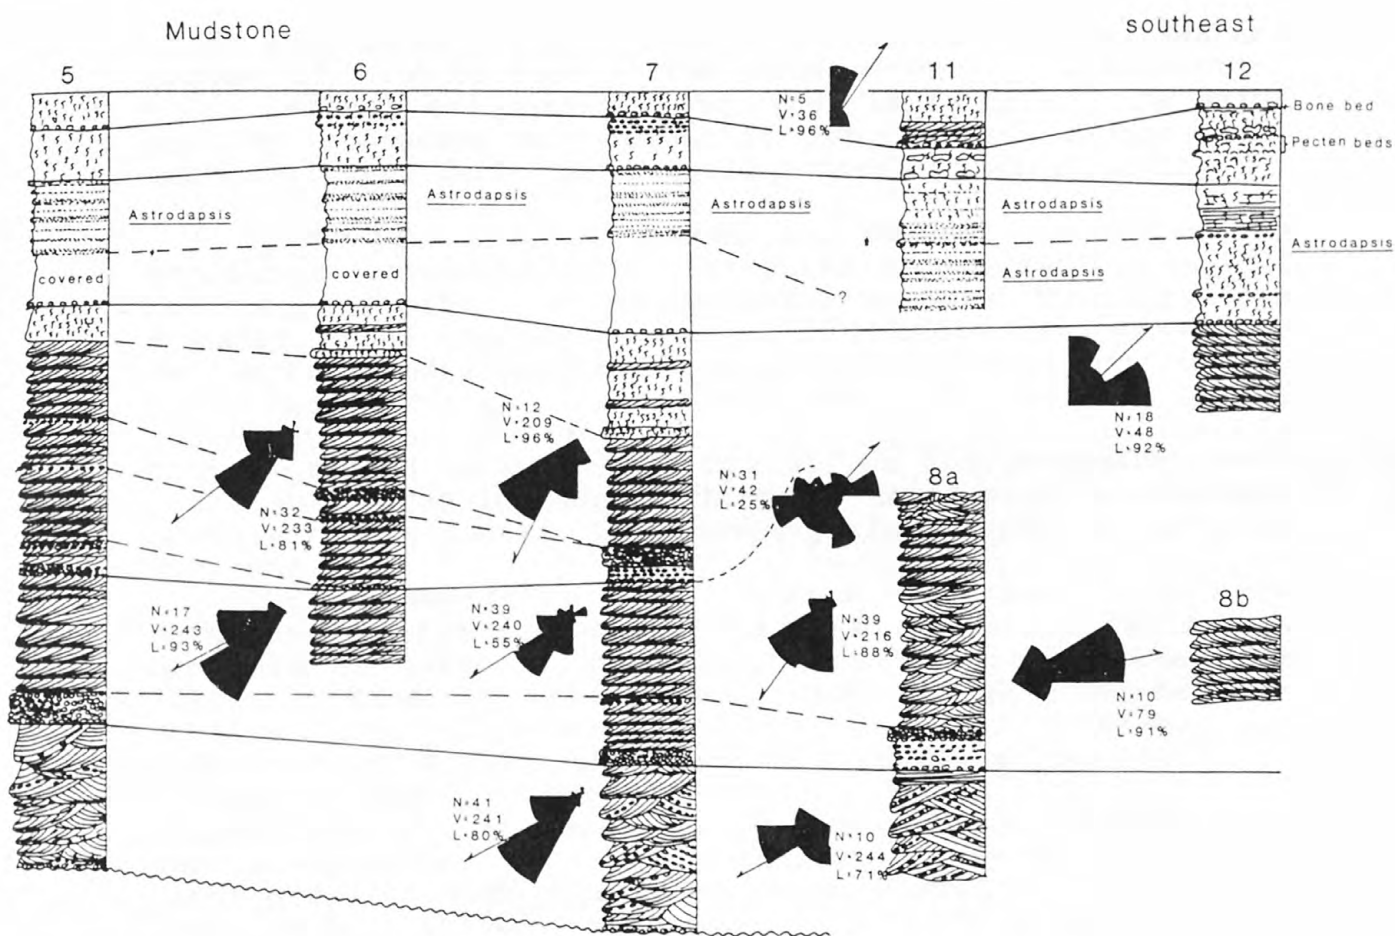 Mudstone
southeast
5
6
7
11
12
N=5
V=36
L=96%
Bone bed
Pecten beds
Astrodapsis
Astrodapsis
Astrodapsis
Astrodapsis
Astrodapsis
Astrodapsis
covered
covered
?
N=12
V=209
L=96%
N=18
V=48
L=92%
N=31
V=42
L=25%
8a
N=32
V=233
L=81%
8b
N=17
V=243
L=93%
N=39
V=240
L=55%
N=39
V=216
L=88%
N=10
V=79
L=91%
N=41
V=241
L=80%
N=10
V=244
L=71%